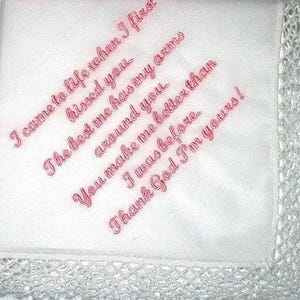 I came to life when I first
kissed you.
The best me has my arms
around you.
You make me better than
I was before.
Thank God I'm yours!